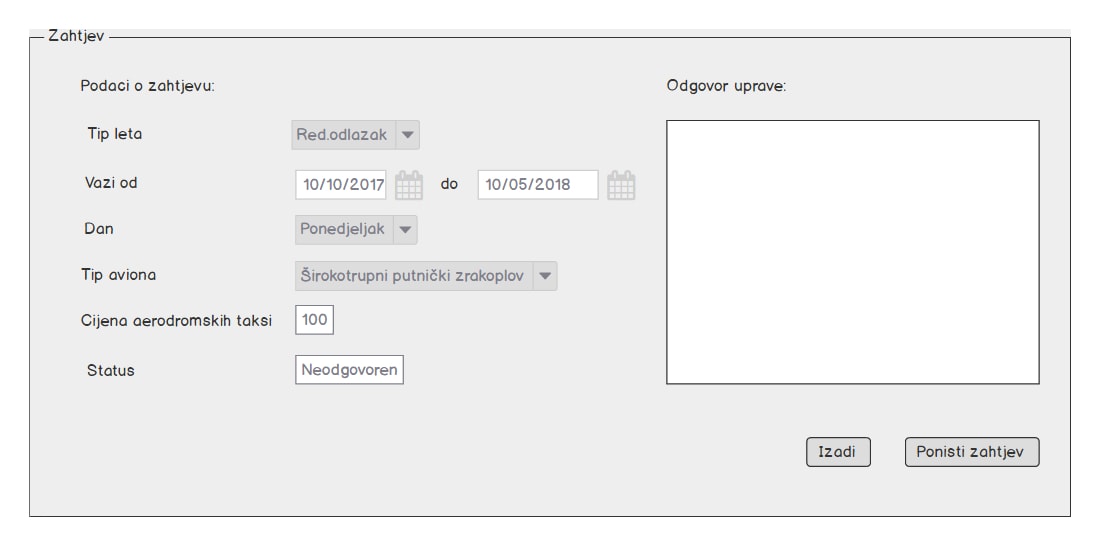 Zahtjev
Podaci o zahtjevu:
Odgovor uprave:
Tip leta Red.odlazak
Vazi od 10/10/2017 do 10/05/2018
Dan Ponedjeljak
Tip aviona Širokotrupni putnički zrakoplov
Cijena aerodromskih taksi 100
Status Neodgovoren
Izadi Ponisti zahtjev